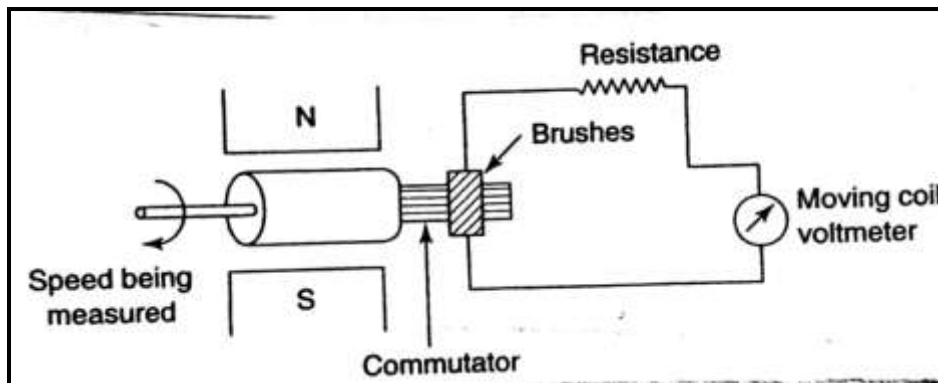 Resistance
N
Brushes
Moving coil
voltmeter
Speed being
measured
S
Commutator